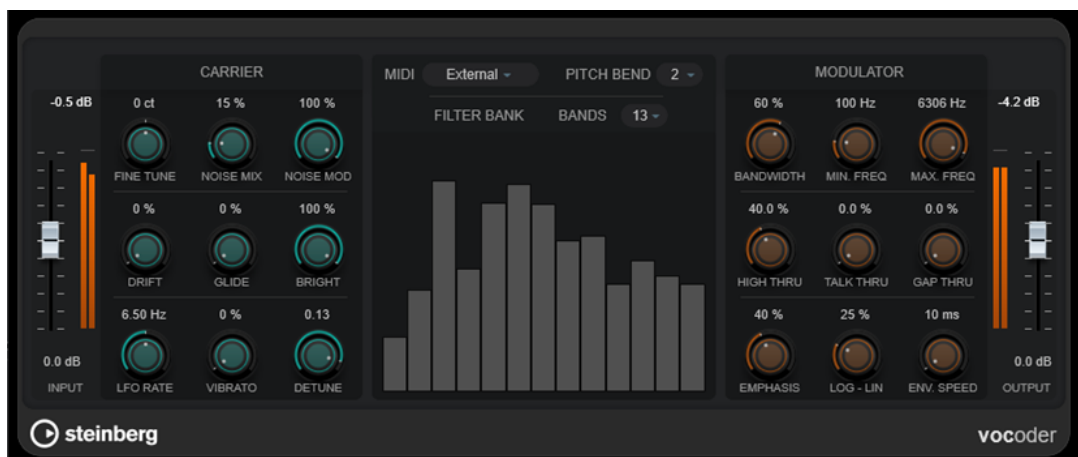 CARRIER
MIDI External PITCH BEND 2
MODULATOR
-0.5 dB
0 ct 15 % 100 %
FINE TUNE NOISE MIX NOISE MOD
0 % 0 % 100 %
DRIFT GLIDE BRIGHT
6.50 Hz 0 % 0.13
LFO RATE VIBRATO DETUNE
0.0 dB
INPUT
FILTER BANK BANDS 13
60 % 100 Hz 6306 Hz
BANDWIDTH MIN. FREQ MAX. FREQ
40.0 % 0.0 % 0.0 %
HIGH THRU TALK THRU GAP THRU
40 % 25 % 10 ms
EMPHASIS LOG - LIN ENV. SPEED
-4.2 dB
0.0 dB
OUTPUT
steinberg
vocoder